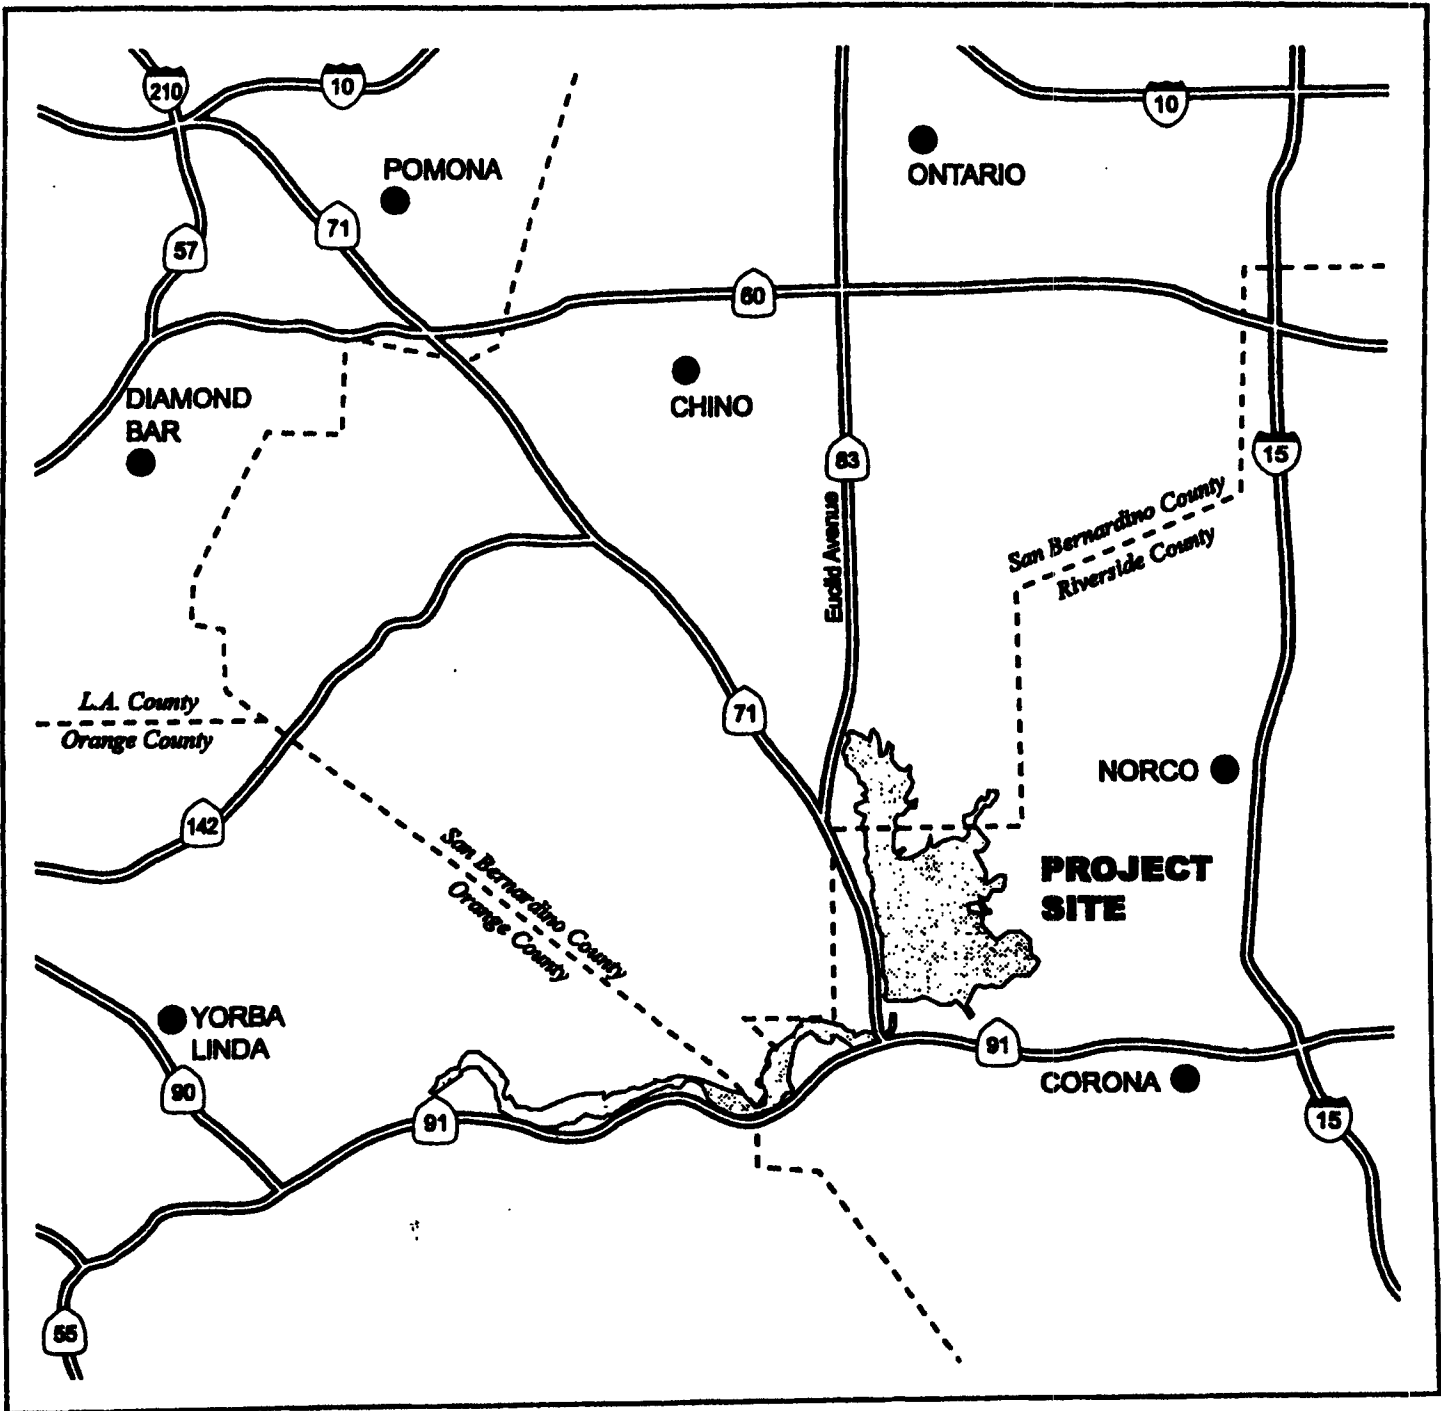 210
10
10
POMONA
ONTARIO
71
57
60
DIAMOND
BAR
CHINO
83
15
Euclid Avenue
San Bernardino County
Riverside County
L.A. County
Orange County
71
NORCO
142
San Bernardino County
Orange County
PROJECT
SITE
YORBA
LINDA
91
CORONA
90
91
15
55